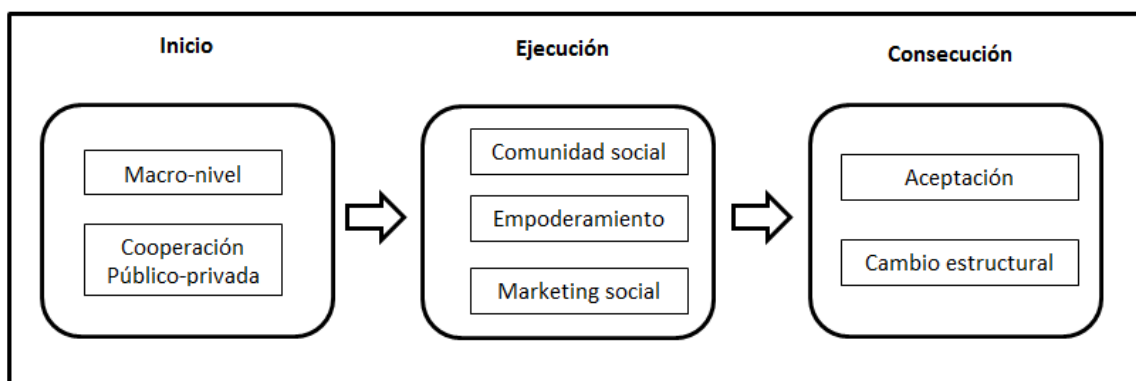 Inicio
Macro-nivel
Cooperación
Público-privada
Ejecución
Comunidad social
Empoderamiento
Marketing social
Consecución
Aceptación
Cambio estructural